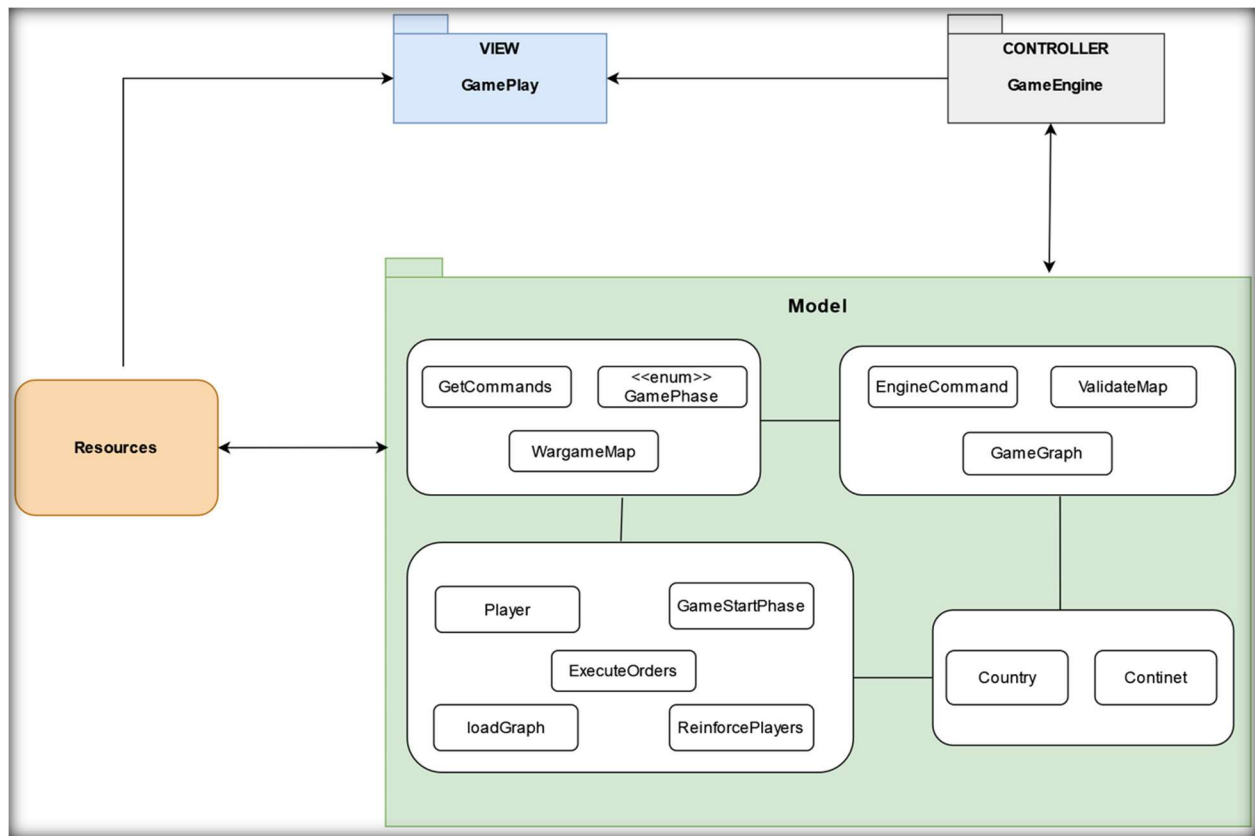 VIEW
GamePlay
CONTROLLER
GameEngine
Model
GetCommands
<<enum>>
GamePhase
WargameMap
EngineCommand
ValidateMap
GameGraph
Resources
Player
GameStartPhase
ExecuteOrders
loadGraph
ReinforcePlayers
Country
Continet